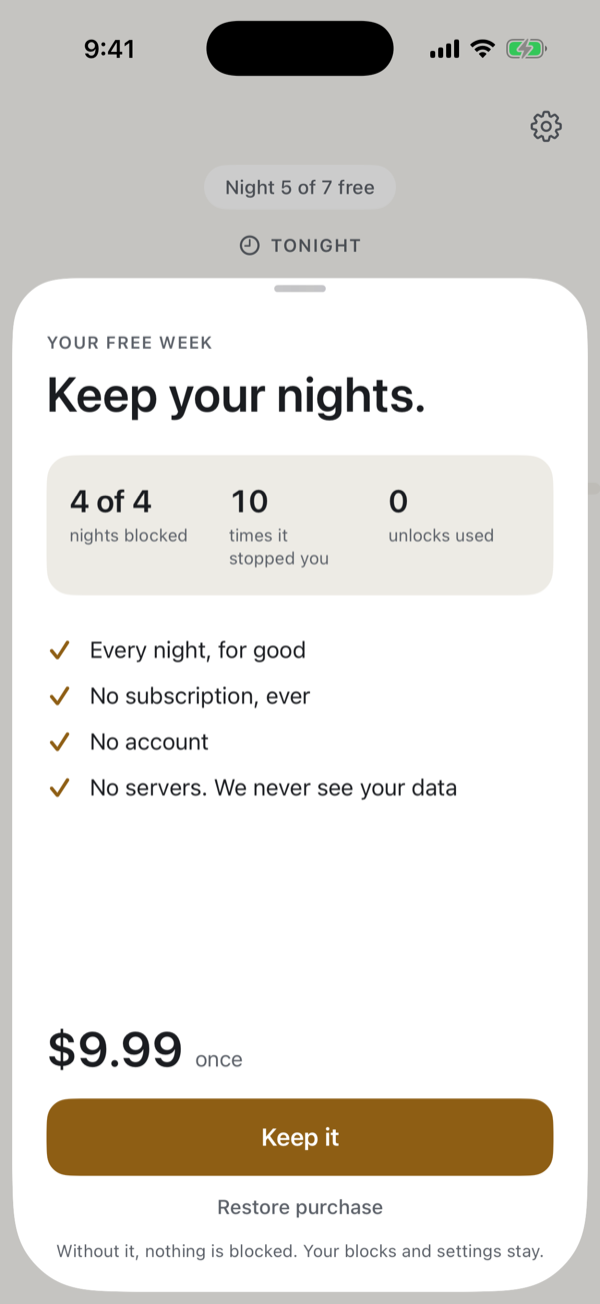 9:41
Night 5 of 7 free
TONIGHT
YOUR FREE WEEK
Keep your nights.
4 of 4
nights blocked
10
times it
stopped you
0
unlocks used
Every night, for good
No subscription, ever
No account
No servers. We never see your data
$9.99 once
Keep it
Restore purchase
Without it, nothing is blocked. Your blocks and settings stay.